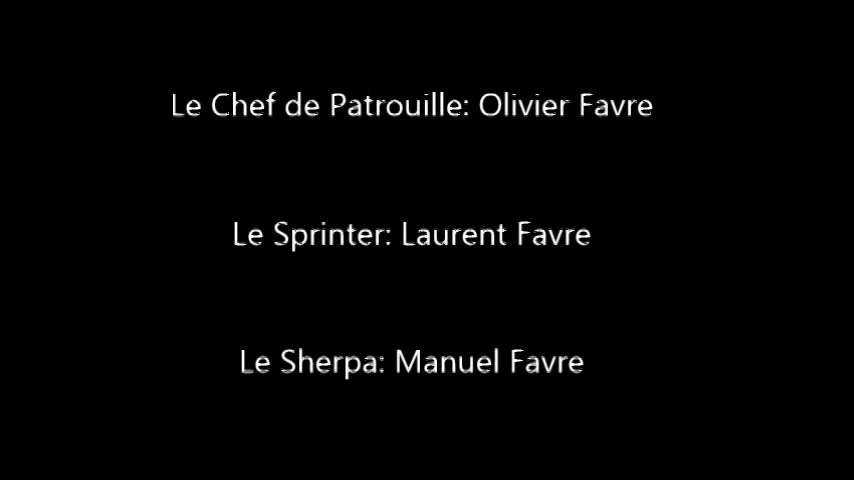 Le Chef de Patrouille: Olivier Favre
Le Sprinter: Laurent Favre
Le Sherpa: Manuel Favre